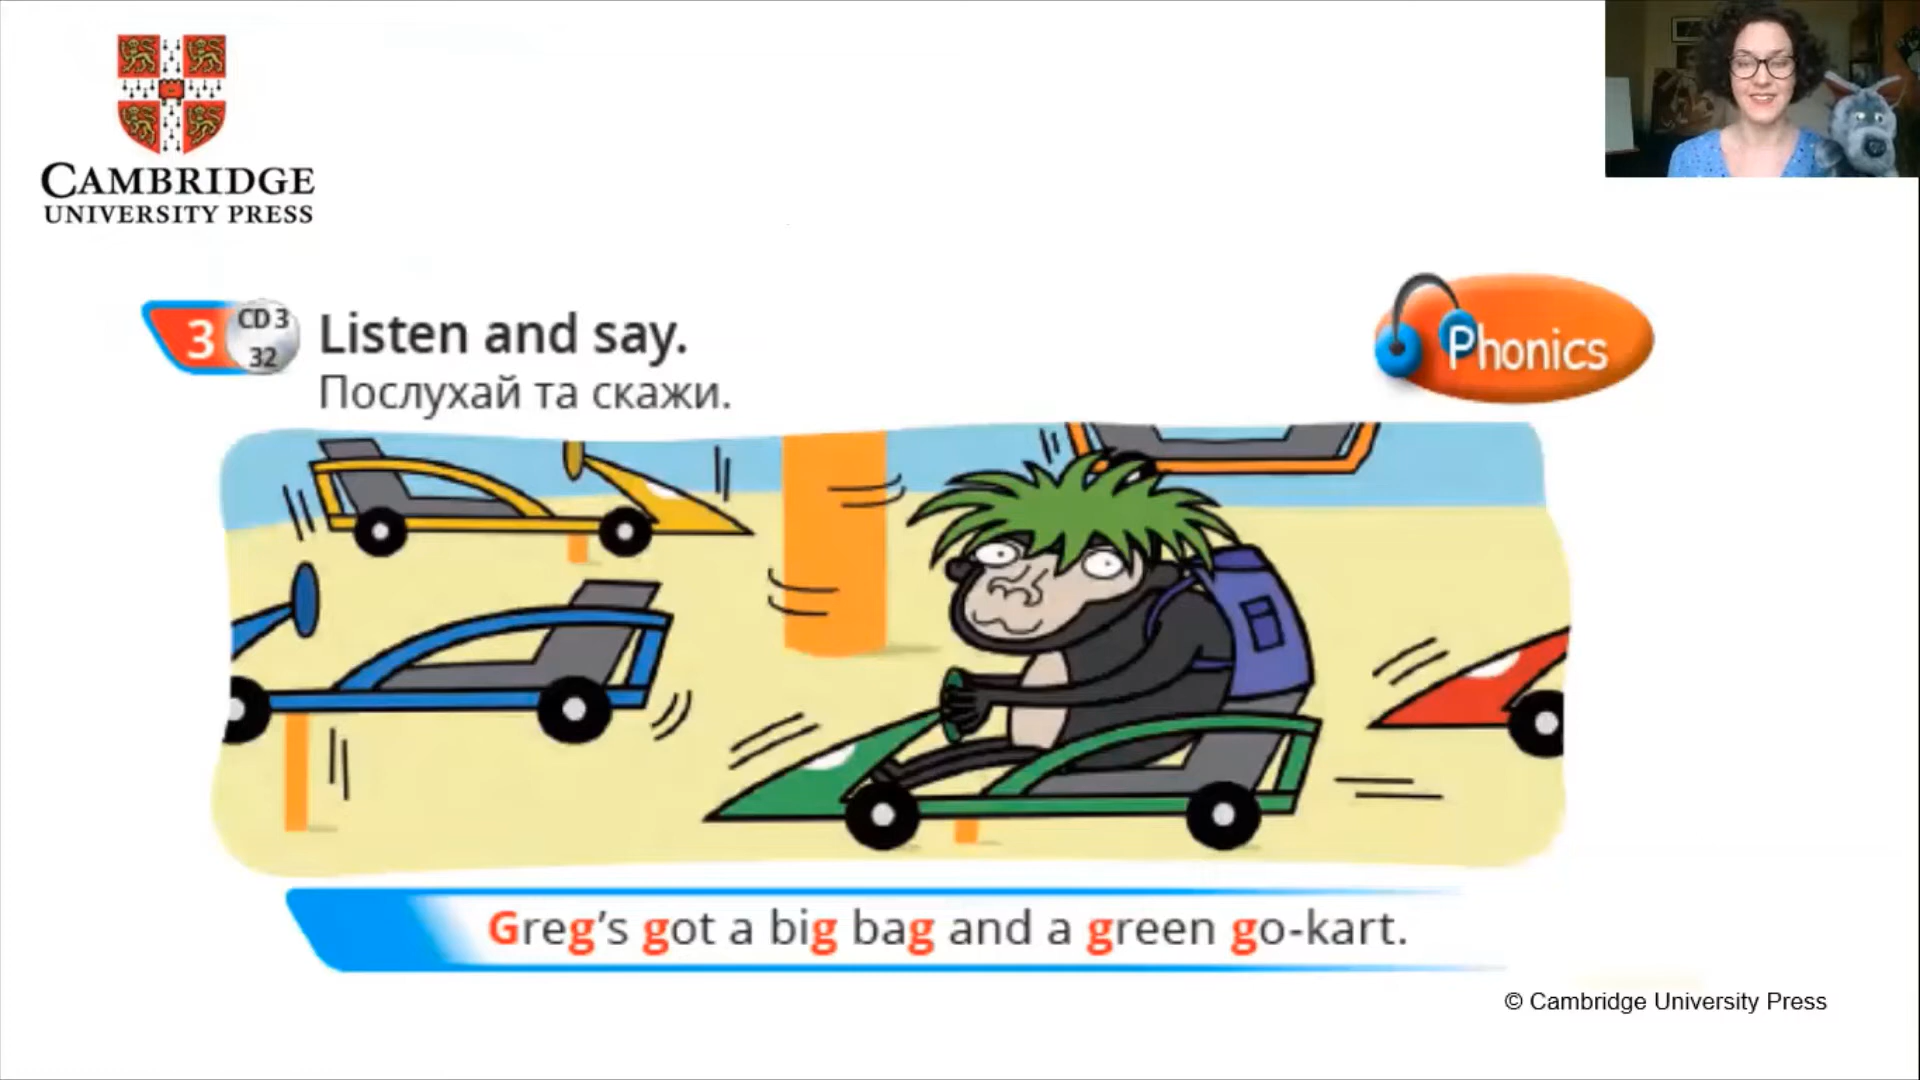 CAMBRIDGE
UNIVERSITY PRESS
3
CD 3
32
Listen and say.
Послухай та скажи.
Phonics
Greg's got a big bag and a green go-kart.
© Cambridge University Press